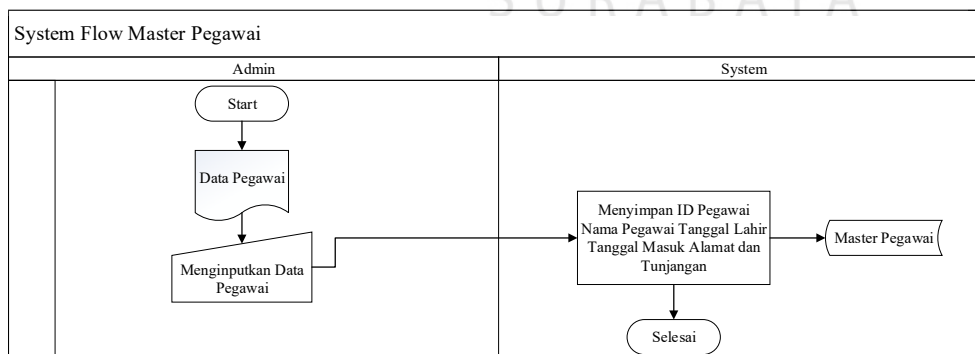 SURABAYA
System Flow Master Pegawai
Admin
System
Start
Data Pegawai
Menginputkan Data
Pegawai
Menyimpan ID Pegawai
Nama Pegawai Tanggal Lahir
Tanggal Masuk Alamat dan
Tunjangan
Master Pegawai
Selesai